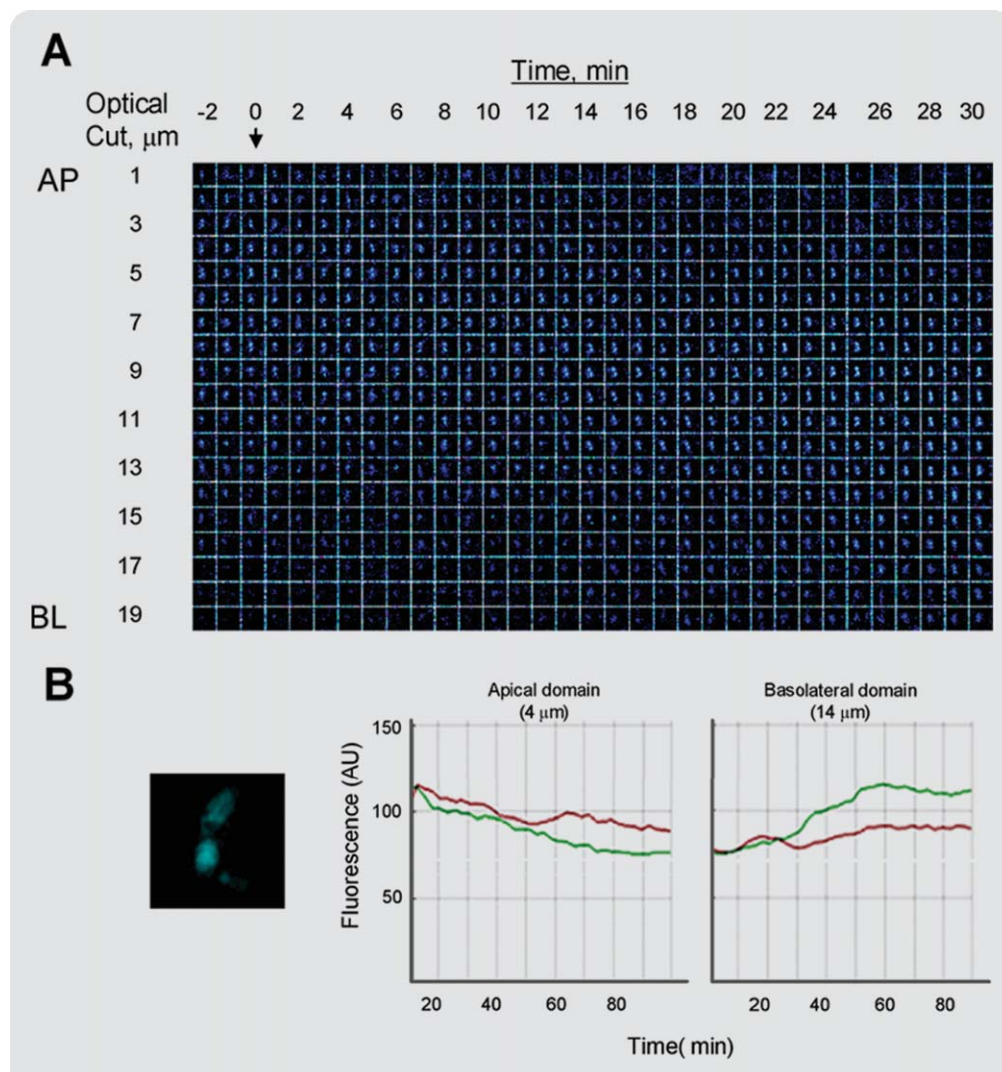 A
Time, min
Optical Cut, μm
-2 0 2 4 6 8 10 12 14 16 18 20 22 24 26 28 30
AP
1
3
5
7
9
11
13
15
17
BL 19
B
Apical domain
(4 μm)
Basolateral domain
(14 μm)
Fluorescence (AU)
150
100
50
20 40 60 80
20 40 60 80
Time( min)